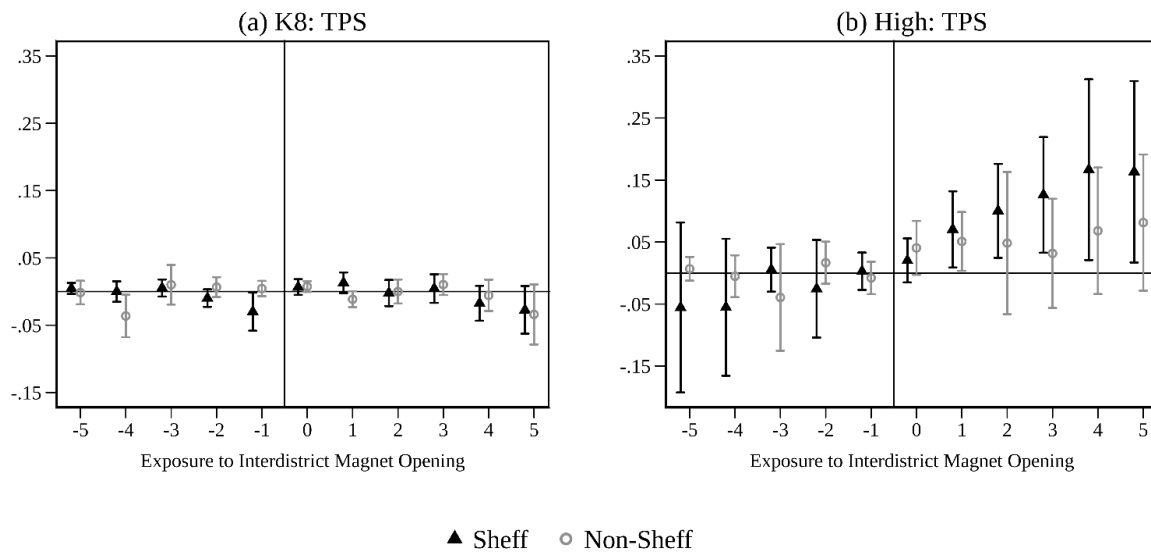 (a) K8: TPS
.35
.25
.15
.05
-.05
-.15
-5 -4 -3 -2 -1 0 1 2 3 4 5
Exposure to Interdistrict Magnet Opening
(b) High: TPS
.35
.25
.15
.05
-.05
-.15
-5 -4 -3 -2 -1 0 1 2 3 4 5
Exposure to Interdistrict Magnet Opening
Sheff Non-Sheff